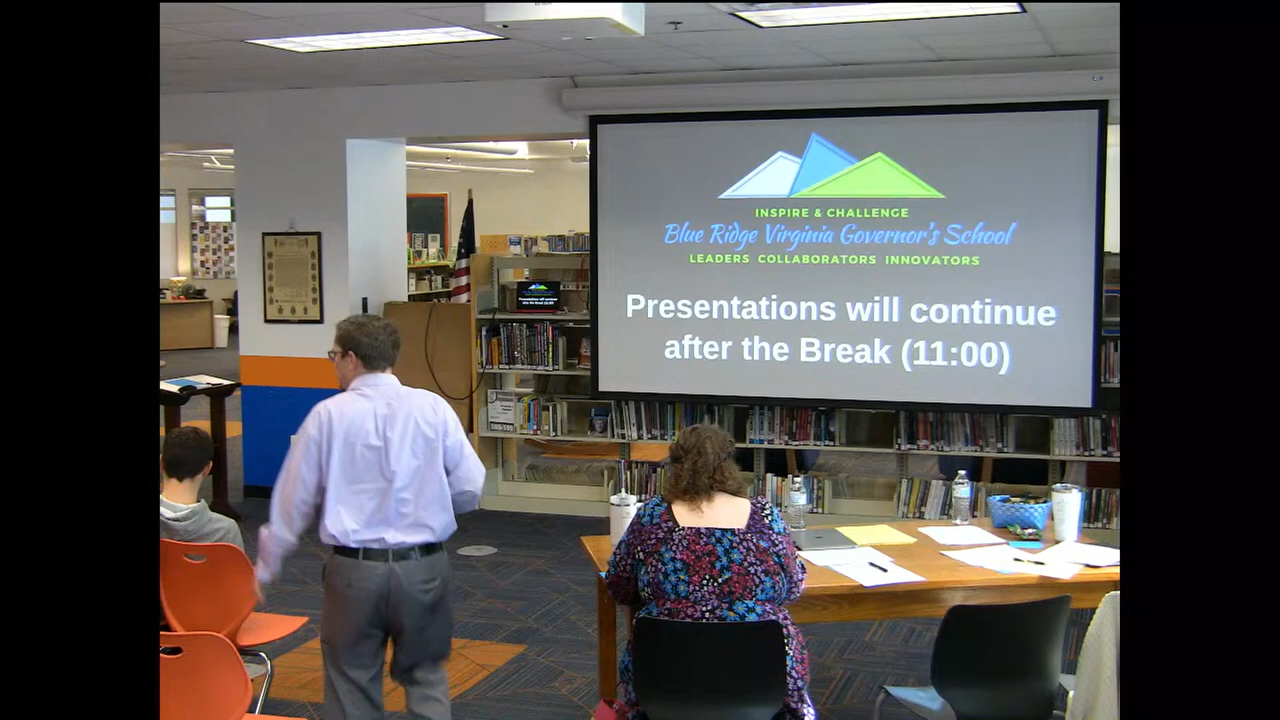 INSPIRE & CHALLENGE
Blue Ridge Virginia Governor's School
LEADERS COLLABORATORS INNOVATORS
Presentations will continue
after the Break (11:00)